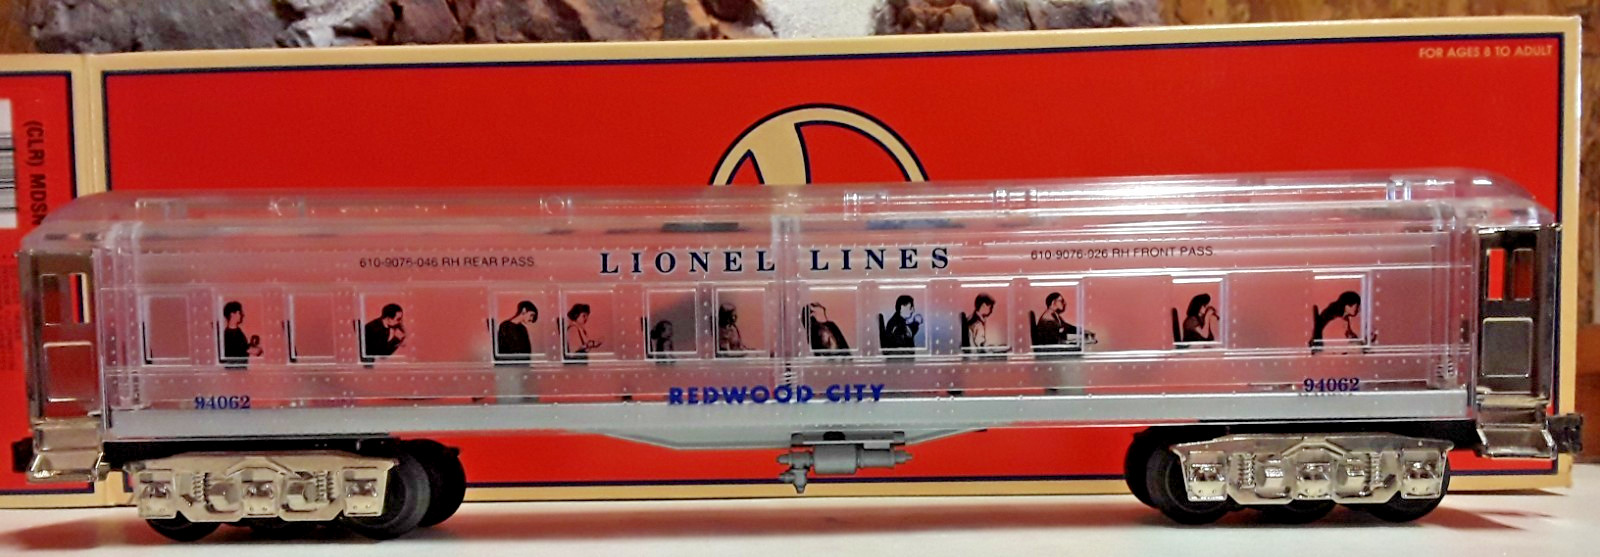 FOR AGES 8 TO ADULT
(CLR) MDSR
610-9076-046 RH REAR PASS
LIONEL LINES
610-9076-026 RH FRONT PASS
94062
REDWOOD CITY
94062